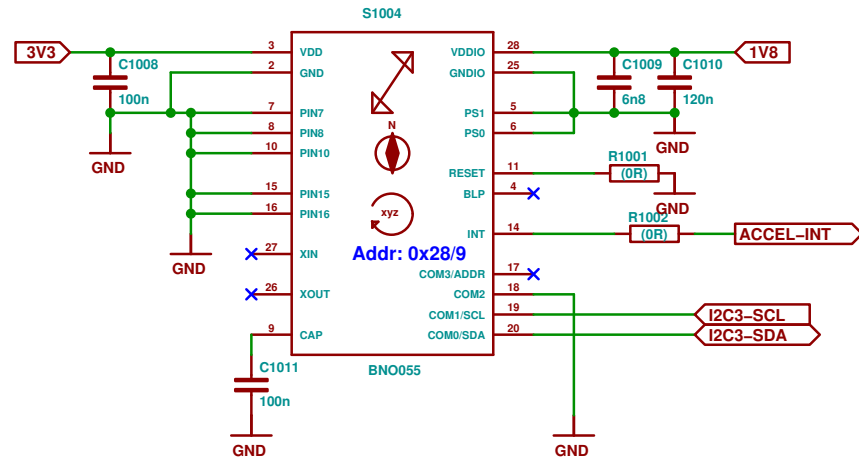 S1004
3V3
3
VDD
VDDIO
28
1V8
C1008
2
GND
GNDIO
25
C1009
C1010
100n
6n8
120n
7
PIN7
PS1
5
N
8
PIN8
PS0
6
10
PIN10
GND
GND
RESET
11
R1001
(0R)
15
PIN15
BLP
4
16
PIN16
xyz
GND
R1002
INT
14
(0R)
ACCEL-INT
27
XIN
Addr: 0x28/9
GND
COM3/ADDR
17
26
XOUT
COM2
18
COM1/SCL
19
I2C3-SCL
9
CAP
COM0/SDA
20
I2C3-SDA
C1011
BNO055
100n
GND
GND